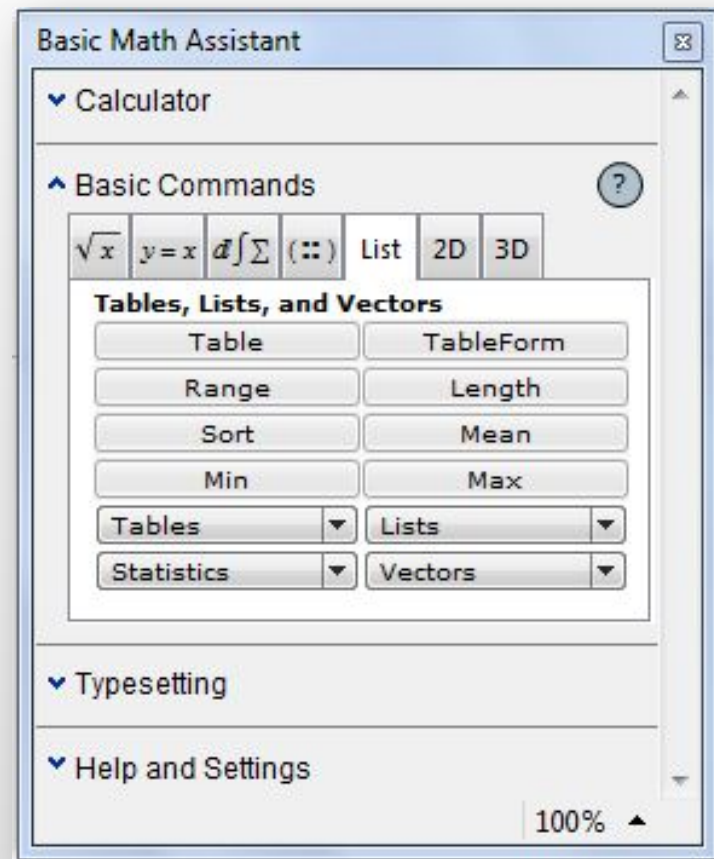 Basic Math Assistant
Calculator
Basic Commands ?
√x y=x d∫Σ (::) List 2D 3D
Tables, Lists, and Vectors
Table TableForm
Range Length
Sort Mean
Min Max
Tables Lists
Statistics Vectors
Typesetting
Help and Settings
100%